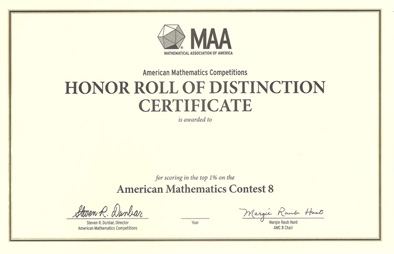 MAA
MATHEMATICAL ASSOCIATION OF AMERICA
American Mathematics Competitions
HONOR ROLL OF DISTINCTION
CERTIFICATE
is awarded to
for scoring in the top 1% on the
American Mathematics Contest 8
Steven R. Dunbar
Margie Raub Hunt
Steven R. Dunbar, Director
Year
Margie Raub Hunt
American Mathematics Competitions
AMC 8 Chair